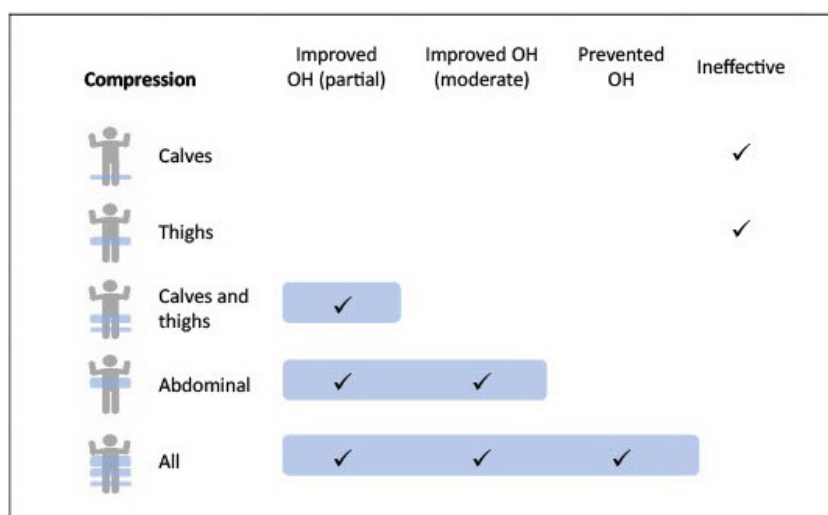 Compression
Improved
OH (partial)
Improved OH
(moderate)
Prevented
OH
Ineffective
Calves
✓
Thighs
✓
Calves and
thighs
✓
Abdominal
✓ ✓
All
✓ ✓ ✓